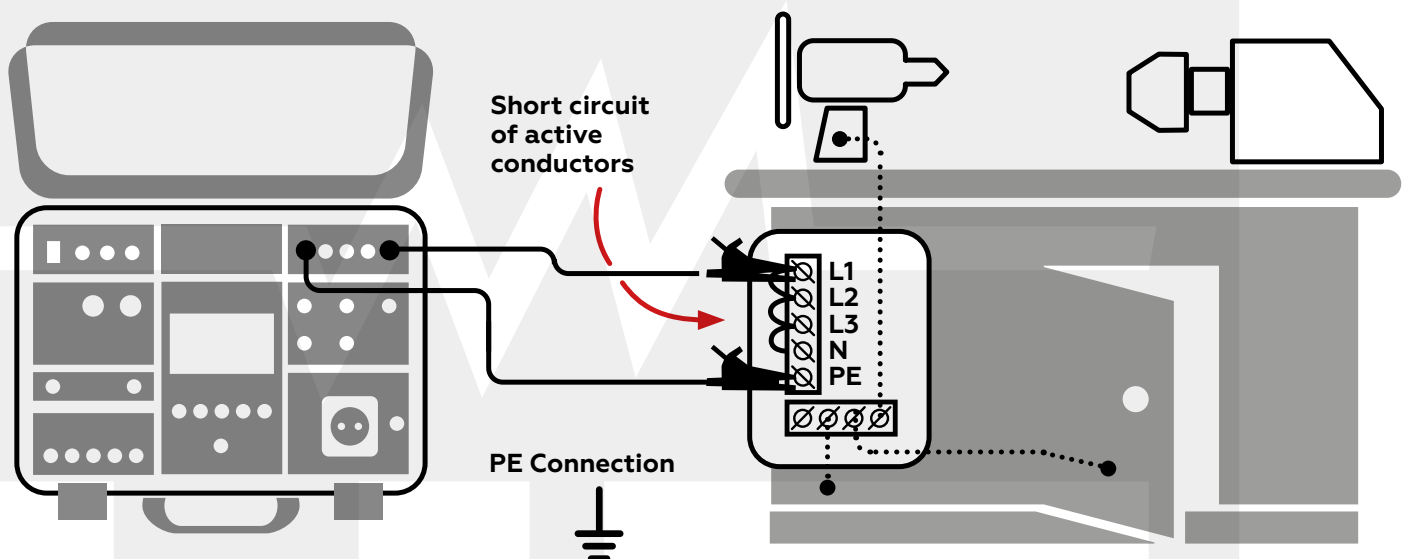 Short circuit
of active
conductors
L1
L2
L3
N
PE
PE Connection